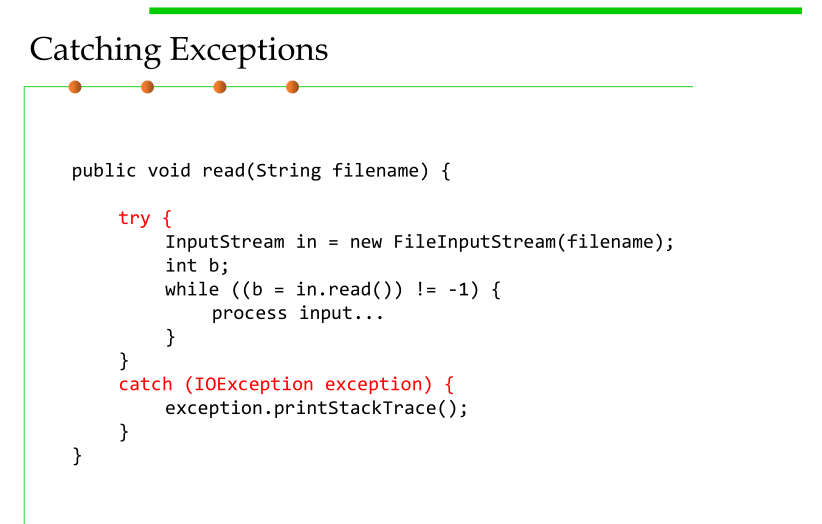 Catching Exceptions
public void read(String filename) {
try {
InputStream in = new FileInputStream(filename);
int b;
while ((b = in.read()) != -1) {
process input...
}
}
catch (IOException exception) {
exception.printStackTrace();
}
}